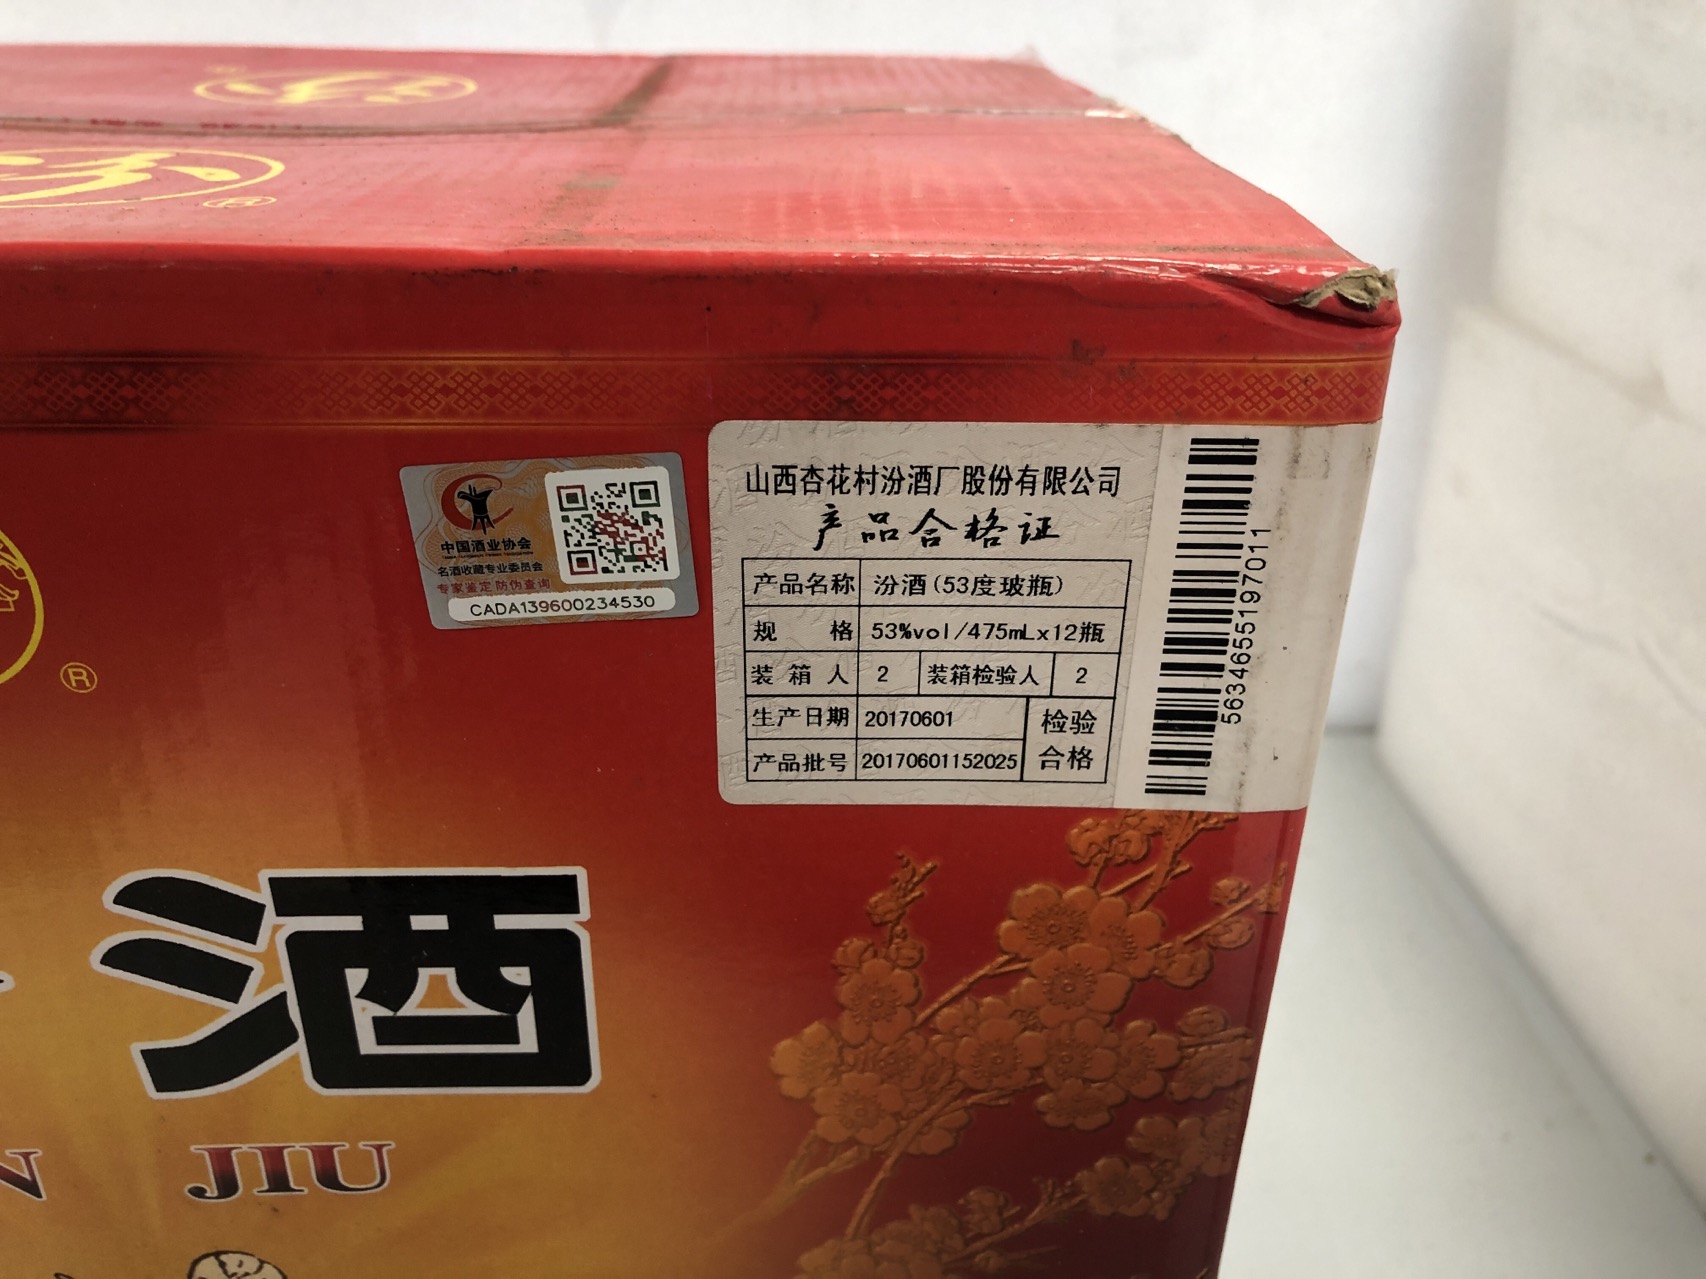 汾
®
汾
®
中国酒业协会
名酒收藏专业委员会
专家鉴定 防伪查询
CADA139600234530
山西杏花村汾酒厂股份有限公司
产品合格证
产品名称 汾酒(53度玻瓶)
规 格 53%vol/475mLx12瓶
装 箱 人 2 装箱检验人 2
生产日期 20170601
产品批号 20170601152025
检验
合格
5634655197011
®
酒
N JIU